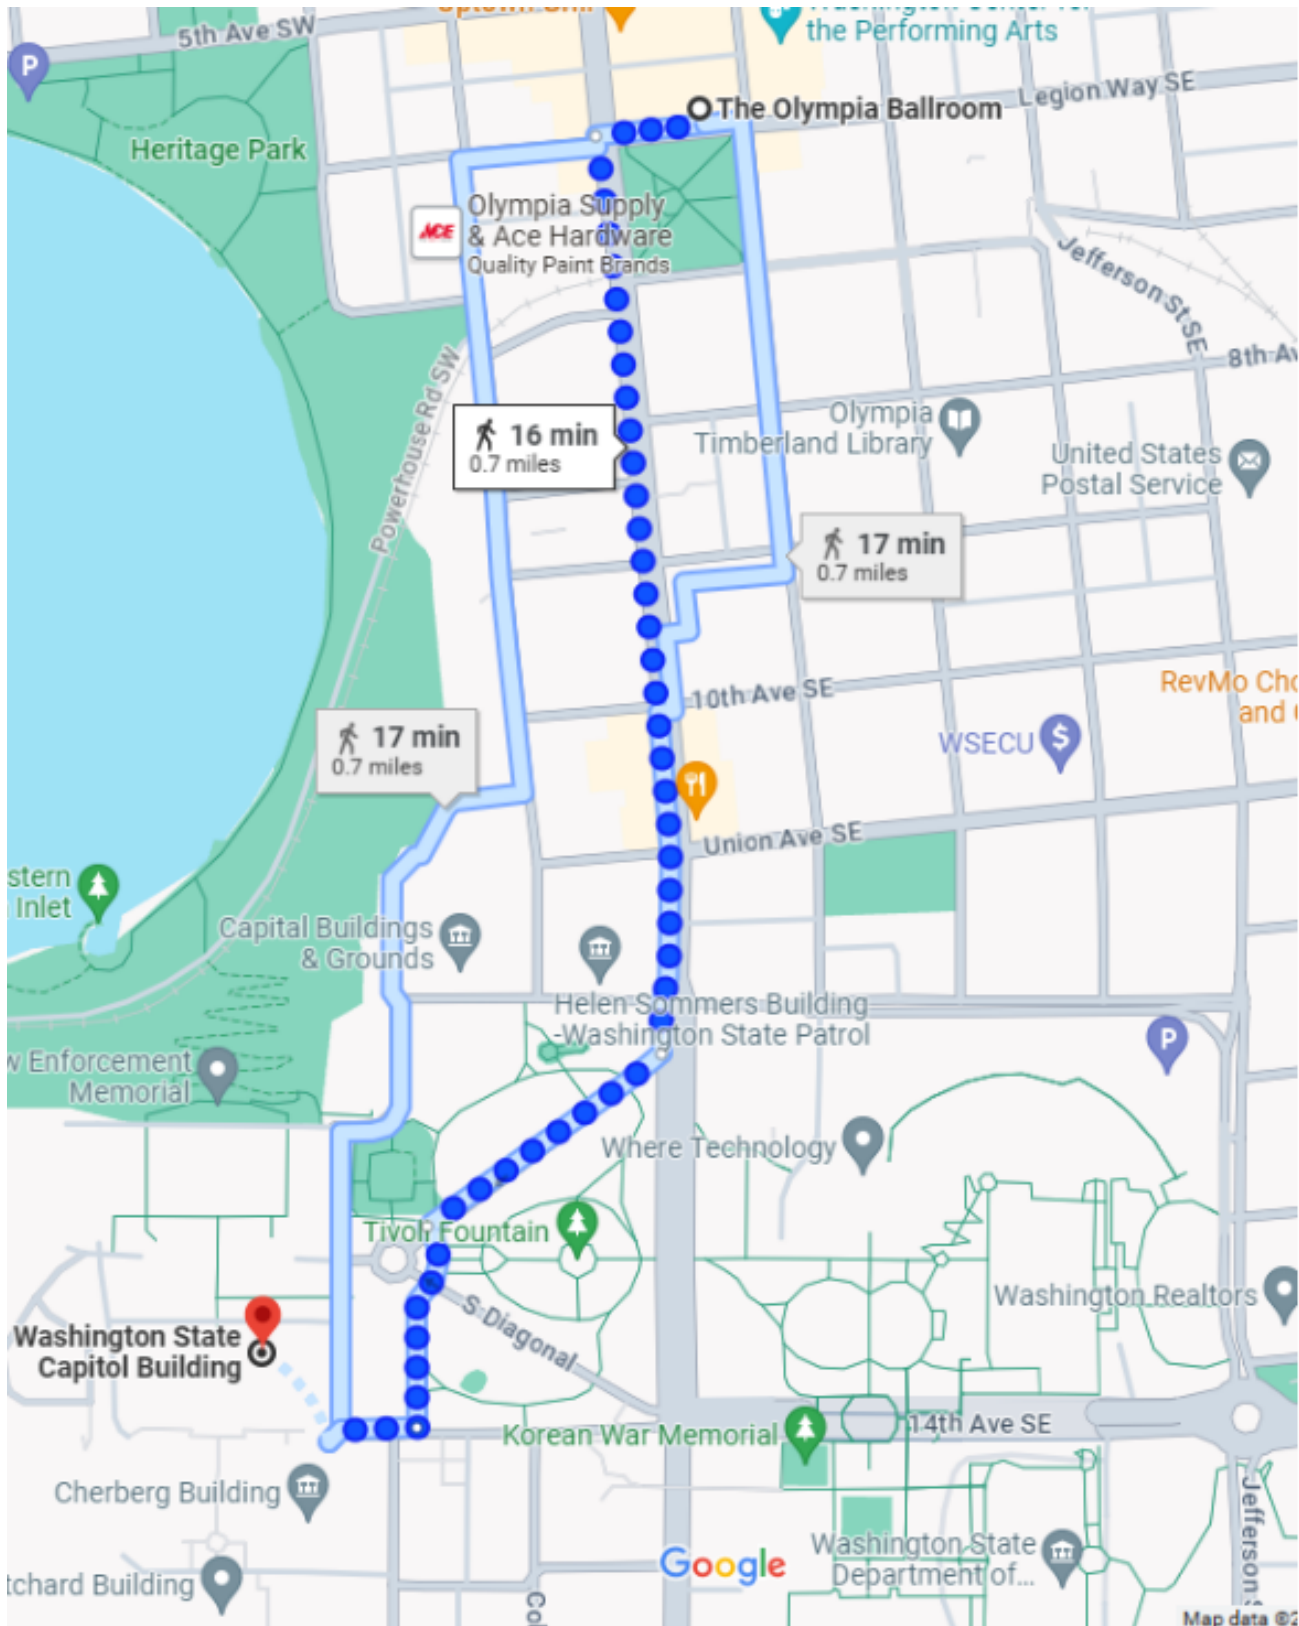 5th Ave SW
the Performing Arts
P
The Olympia Ballroom
Legion Way SE
Heritage Park
Olympia Supply
& Ace Hardware
Quality Paint Brands
ACE
Jefferson St SE
8th Av
Powerhouse Rd SW
16 min
0.7 miles
Olympia
Timberland Library
United States
Postal Service
17 min
0.7 miles
10th Ave SE
RevMo Cho
and
17 min
0.7 miles
WSECU
$
Union Ave SE
stern
Inlet
Capital Buildings
& Grounds
Helen Sommers Building
-Washington State Patrol
P
w Enforcement
Memorial
Where Technology
Tivoli Fountain
Washington Realtors
S Diagonal
Washington State
Capitol Building
14th Ave SE
Korean War Memorial
Cherberg Building
Jefferson S
Google
Washington State
Department of...
tchard Building
Col
Map data ©2